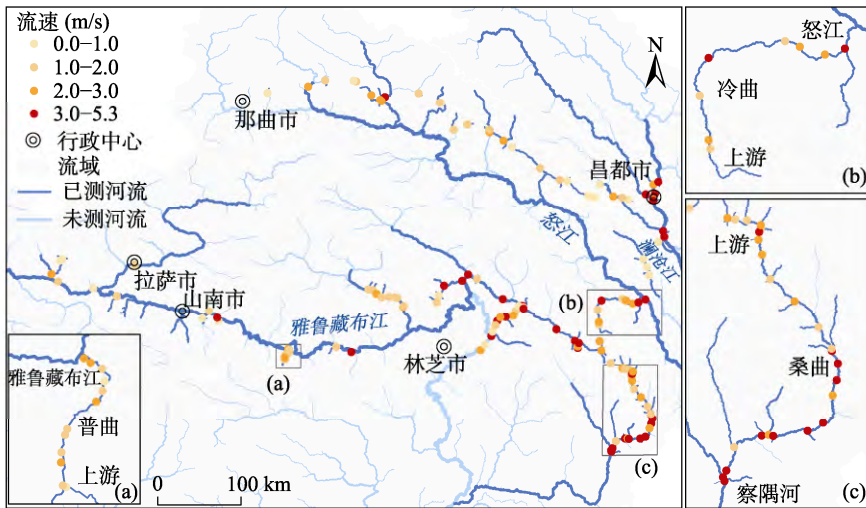 流速 (m/s)
0.0−1.0
1.0−2.0
2.0−3.0
3.0−5.3
行政中心
流域
已测河流
未测河流
N
那曲市
昌都市
怒江
澜沧江
拉萨市
山南市
雅鲁藏布江
林芝市
(a)
(b)
(c)
0
100 km
雅鲁藏布江
普曲
上游
(a)
怒江
冷曲
上游
(b)
上游
桑曲
察隅河
(c)